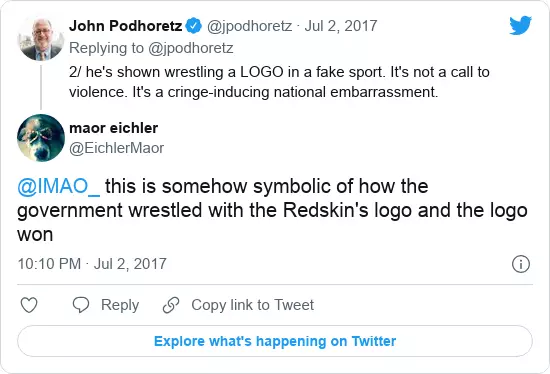 John Podhoretz @jpodhoretz · Jul 2, 2017
Replying to @jpodhoretz
2/ he's shown wrestling a LOGO in a fake sport. It's not a call to
violence. It's a cringe-inducing national embarrassment.
maor eichler
@EichlerMaor
@IMAO_ this is somehow symbolic of how the
government wrestled with the Redskin's logo and the logo
won
10:10 PM · Jul 2, 2017
Reply
Copy link to Tweet
Explore what's happening on Twitter